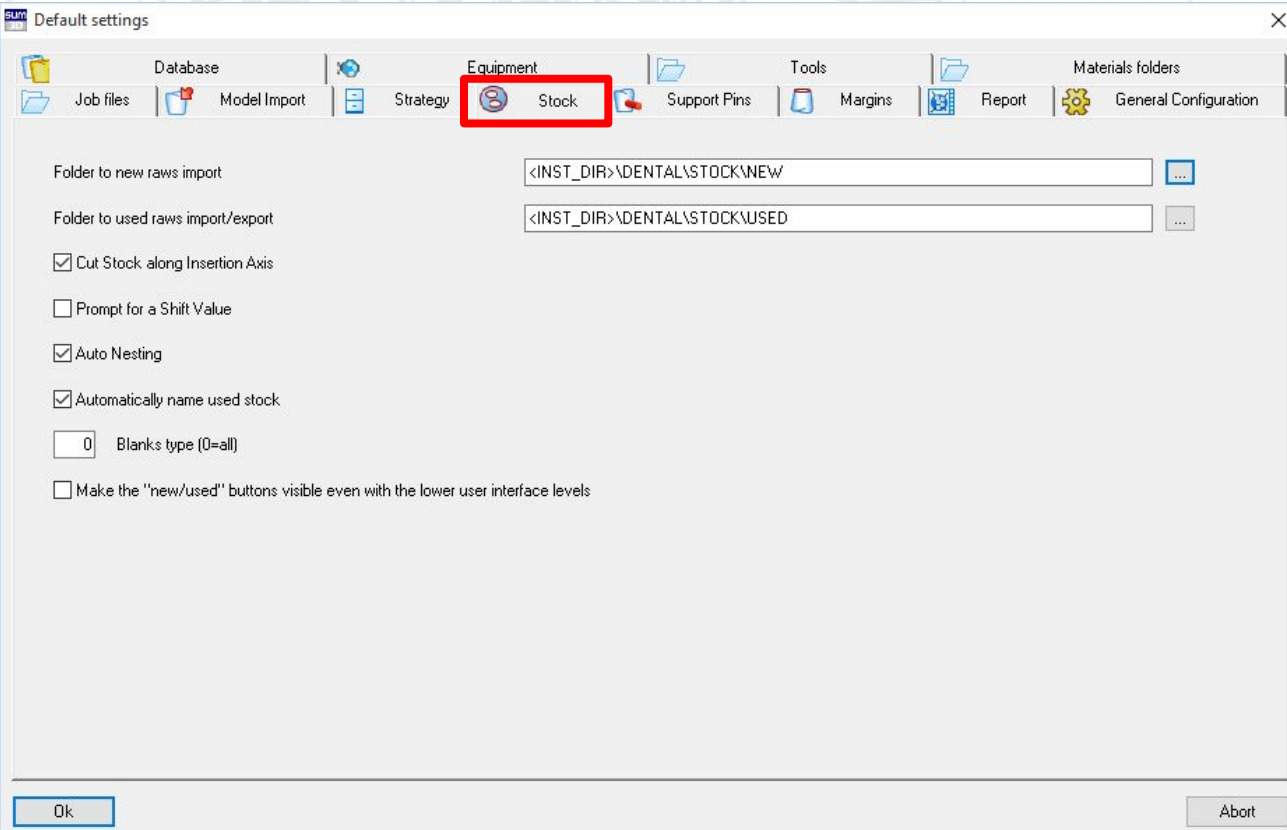 SUM 3D Default settings
Database Equipment Tools Materials folders
Job files Model Import Strategy Stock Support Pins Margins Report General Configuration
Folder to new raws import <INST_DIR>\DENTAL\STOCK\NEW ...
Folder to used raws import/export <INST_DIR>\DENTAL\STOCK\USED ...
Cut Stock along Insertion Axis
Prompt for a Shift Value
Auto Nesting
Automatically name used stock
0 Blanks type (0=all)
Make the "new/used" buttons visible even with the lower user interface levels
Ok Abort